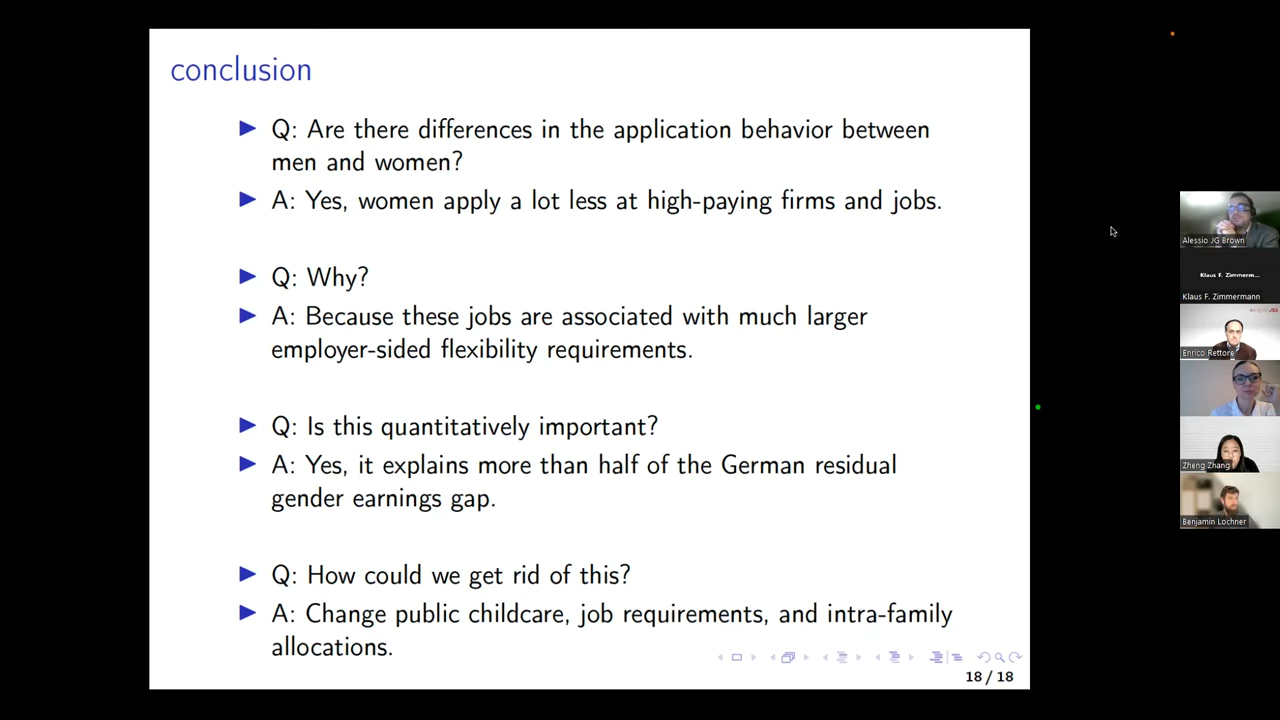 conclusion
Q: Are there differences in the application behavior between
men and women?
A: Yes, women apply a lot less at high-paying firms and jobs.
Q: Why?
A: Because these jobs are associated with much larger
employer-sided flexibility requirements.
Q: Is this quantitatively important?
A: Yes, it explains more than half of the German residual
gender earnings gap.
Q: How could we get rid of this?
A: Change public childcare, job requirements, and intra-family
allocations.
18 / 18
Alessio JG Brown
Klaus F. Zimmerm...
Klaus F. Zimmermann
Enrico Rettore
Zheng Zhang
Benjamin Lochner